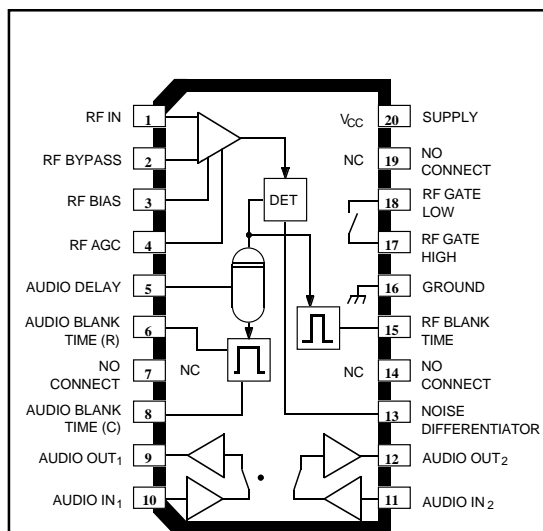 RF IN
1
RF BYPASS
2
RF BIAS
3
RF AGC
4
AUDIO DELAY
5
AUDIO BLANK
TIME (R)
6
NO
CONNECT
7
NC
AUDIO BLANK
TIME (C)
8
AUDIO OUT1
9
AUDIO IN1
10
DET
VCC
20
SUPPLY
NC
19
NO
CONNECT
18
RF GATE
LOW
17
RF GATE
HIGH
16
GROUND
15
RF BLANK
TIME
NC
14
NO
CONNECT
13
NOISE
DIFFERENTIATOR
12
AUDIO OUT2
11
AUDIO IN2